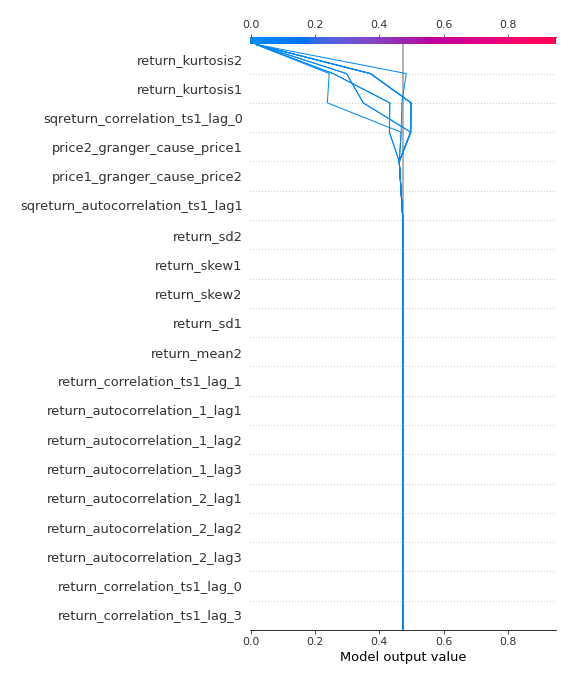 0.0 0.2 0.4 0.6 0.8
return_kurtosis2
return_kurtosis1
sqreturn_correlation_ts1_lag_0
price2_granger_cause_price1
price1_granger_cause_price2
sqreturn_autocorrelation_ts1_lag1
return_sd2
return_skew1
return_skew2
return_sd1
return_mean2
return_correlation_ts1_lag_1
return_autocorrelation_1_lag1
return_autocorrelation_1_lag2
return_autocorrelation_1_lag3
return_autocorrelation_2_lag1
return_autocorrelation_2_lag2
return_autocorrelation_2_lag3
return_correlation_ts1_lag_0
return_correlation_ts1_lag_3
0.0 0.2 0.4 0.6 0.8
Model output value